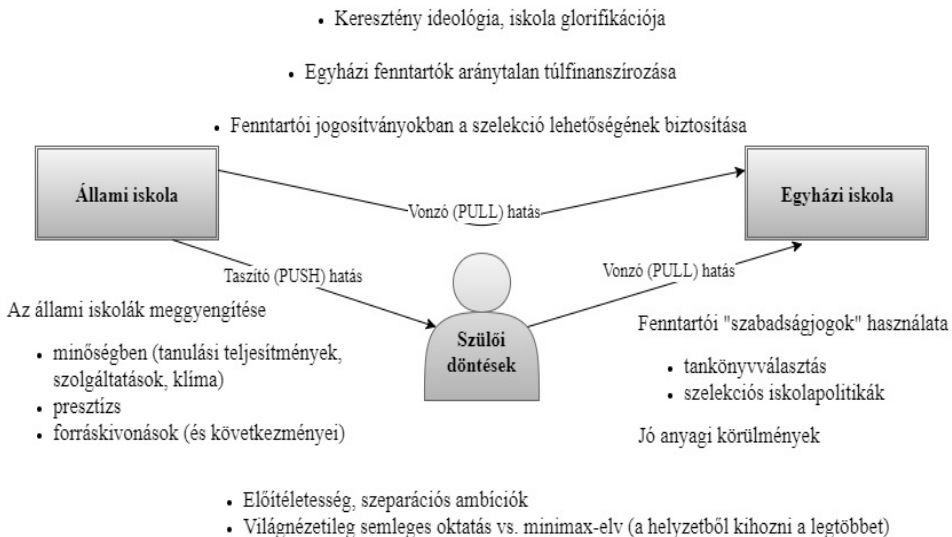 • Keresztény ideológia, iskola glorifikációja
• Egyházi fenntartók aránytalan túlfinanszírozása
• Fenntartói jogosítványokban a szelekció lehetőségének biztosítása
Állami iskola
Egyházi iskola
Vonzó (PULL) hatás
Taszító (PUSH) hatás
Vonzó (PULL) hatás
Szülői
döntések
Az állami iskolák meggyengítése
• minőségben (tanulási teljesítmények,
szolgáltatások, klíma)
• presztízs
• forráskivonások (és következményei)
Fenntartói "szabadságjogok" használata
• tankönyvválasztás
• szelekciós iskolapolitikák
Jó anyagi körülmények
• Előítéletesség, szeparációs ambíciók
• Világnézetileg semleges oktatás vs. minimax-elv (a helyzetből kihozni a legtöbbet)